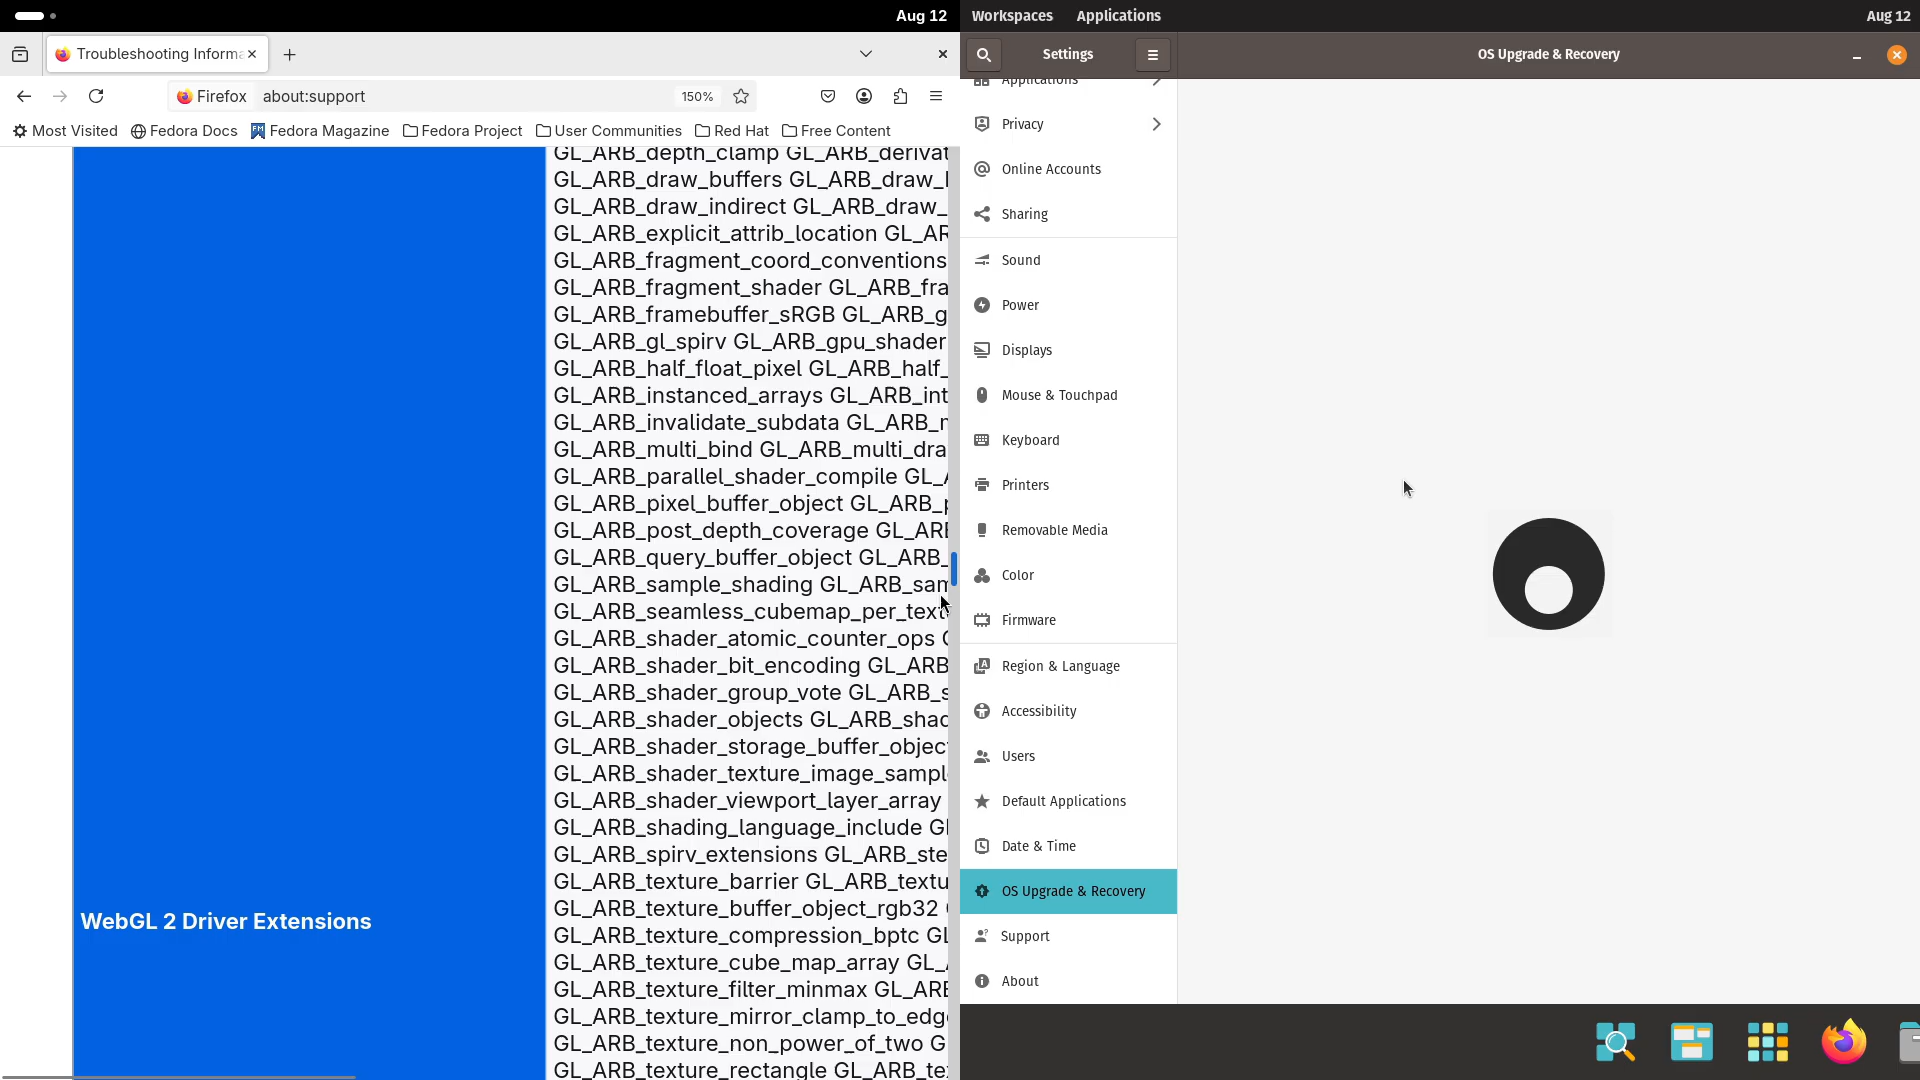 Aug 12
Troubleshooting Informa
Firefox
about:support
150%
Most Visited
Fedora Docs
Fedora Magazine
Fedora Project
User Communities
Red Hat
Free Content
GL_ARB_depth_clamp GL_ARB_derivat
GL_ARB_draw_buffers GL_ARB_draw_
GL_ARB_draw_indirect GL_ARB_draw_
GL_ARB_explicit_attrib_location GL_AR
GL_ARB_fragment_coord_conventions
GL_ARB_fragment_shader GL_ARB_fra
GL_ARB_framebuffer_sRGB GL_ARB_g
GL_ARB_gl_spirv GL_ARB_gpu_shader
GL_ARB_half_float_pixel GL_ARB_half_
GL_ARB_instanced_arrays GL_ARB_int
GL_ARB_invalidate_subdata GL_ARB_
GL_ARB_multi_bind GL_ARB_multi_dra
GL_ARB_parallel_shader_compile GL_
GL_ARB_pixel_buffer_object GL_ARB_
GL_ARB_post_depth_coverage GL_ARB
GL_ARB_query_buffer_object GL_ARB_
GL_ARB_sample_shading GL_ARB_sam
GL_ARB_seamless_cubemap_per_text
GL_ARB_shader_atomic_counter_ops
GL_ARB_shader_bit_encoding GL_ARB
GL_ARB_shader_group_vote GL_ARB_s
GL_ARB_shader_objects GL_ARB_shad
GL_ARB_shader_storage_buffer_objec
GL_ARB_shader_texture_image_sampl
GL_ARB_shader_viewport_layer_array
GL_ARB_shading_language_include G
GL_ARB_spirv_extensions GL_ARB_ste
GL_ARB_texture_barrier GL_ARB_textu
GL_ARB_texture_buffer_object_rgb32
WebGL 2 Driver Extensions
GL_ARB_texture_compression_bptc GL
GL_ARB_texture_cube_map_array GL_
GL_ARB_texture_filter_minmax GL_ARB
GL_ARB_texture_mirror_clamp_to_edg
GL_ARB_texture_non_power_of_two G
GL_ARB_texture_rectangle GL_ARB_te
Workspaces
Applications
Aug 12
Settings
OS Upgrade & Recovery
Applications
Privacy
Online Accounts
Sharing
Sound
Power
Displays
Mouse & Touchpad
Keyboard
Printers
Removable Media
Color
Firmware
Region & Language
Accessibility
Users
Default Applications
Date & Time
OS Upgrade & Recovery
Support
About